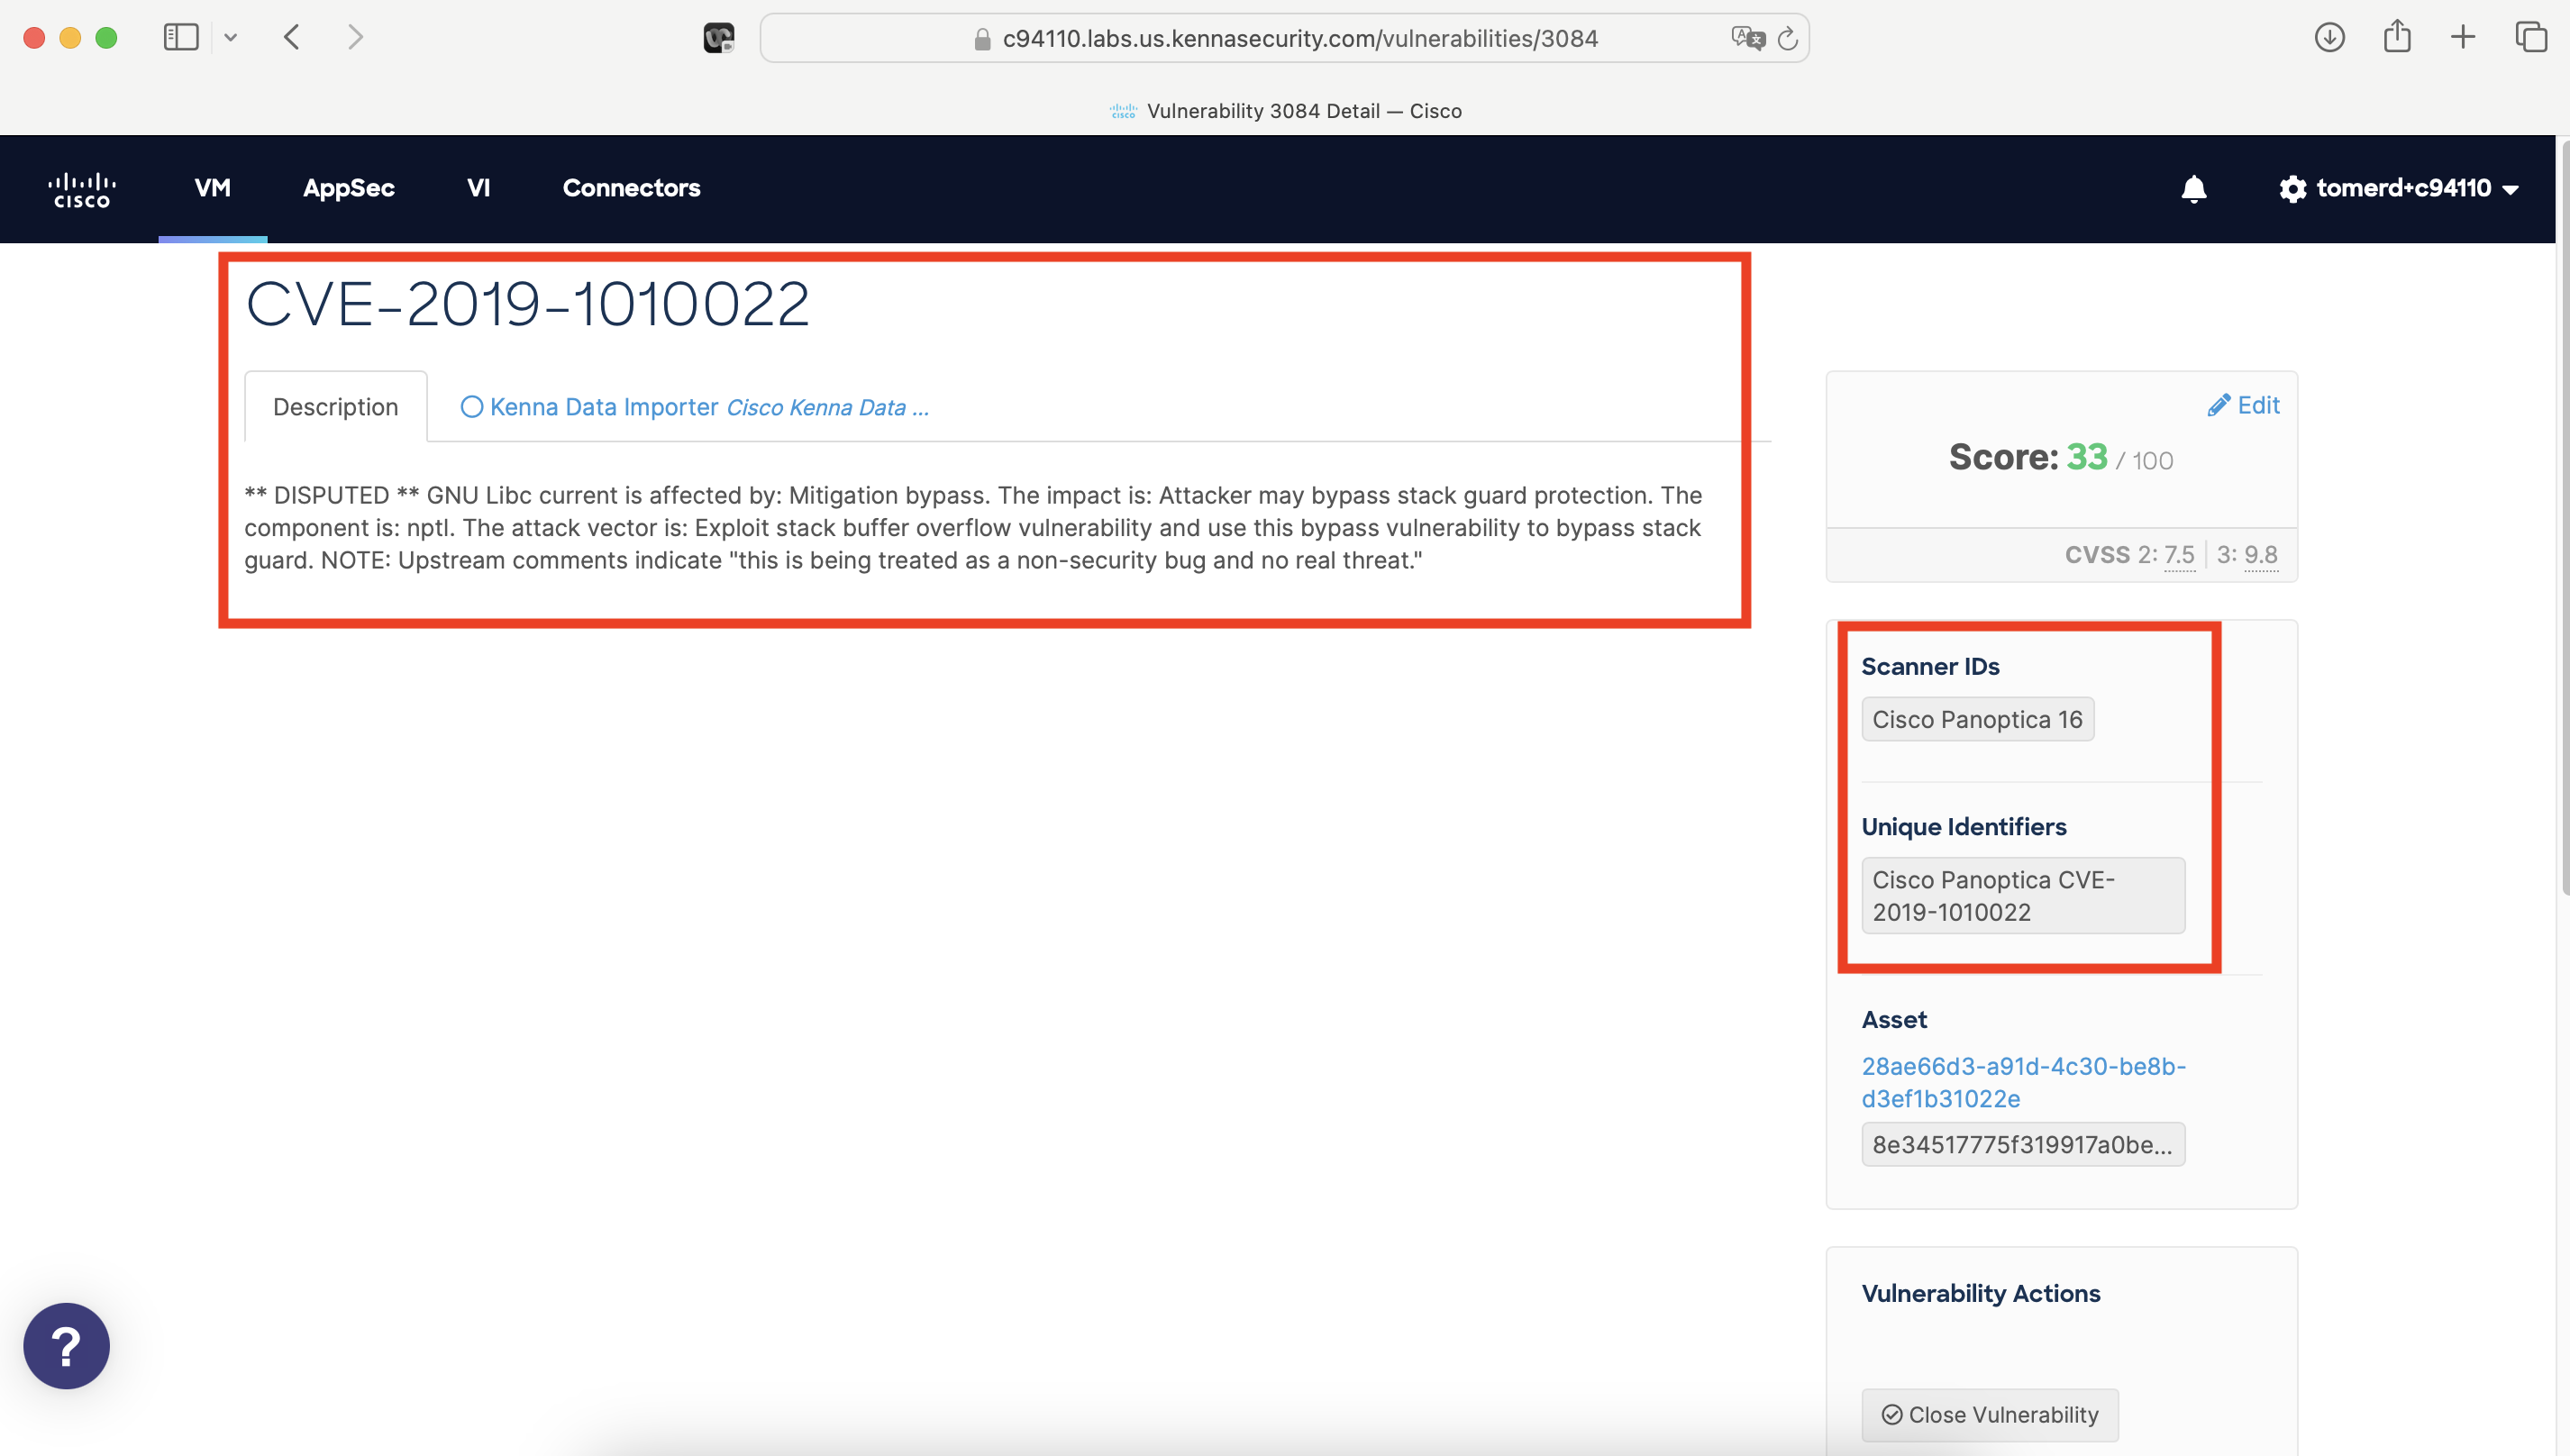 c94110.labs.us.kennasecurity.com/vulnerabilities/3084
cisco Vulnerability 3084 Detail — Cisco
cisco VM AppSec VI Connectors tomerd+c94110
CVE-2019-1010022
Description Kenna Data Importer Cisco Kenna Data ...
** DISPUTED ** GNU Libc current is affected by: Mitigation bypass. The impact is: Attacker may bypass stack guard protection. The
component is: nptl. The attack vector is: Exploit stack buffer overflow vulnerability and use this bypass vulnerability to bypass stack
guard. NOTE: Upstream comments indicate "this is being treated as a non-security bug and no real threat."
Edit
Score: 33 / 100
CVSS 2: 7.5 3: 9.8
Scanner IDs
Cisco Panoptica 16
Unique Identifiers
Cisco Panoptica CVE-
2019-1010022
Asset
28ae66d3-a91d-4c30-be8b-
d3ef1b31022e
8e34517775f319917a0be...
Vulnerability Actions
Close Vulnerability
?